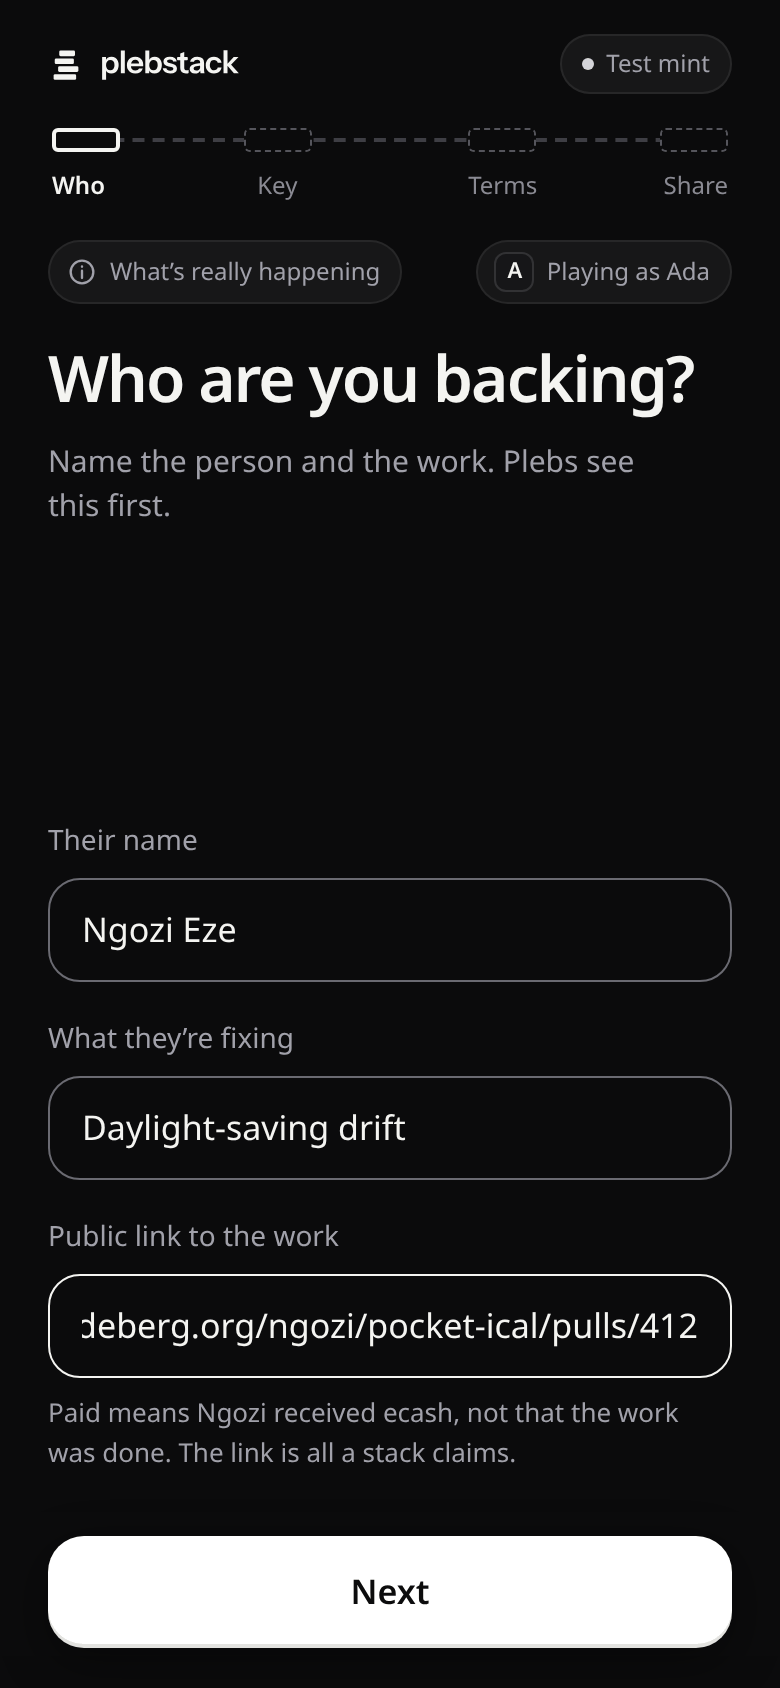 plebstack
Test mint
Who
Key
Terms
Share
What’s really happening
A
Playing as Ada
Who are you backing?
Name the person and the work. Plebs see
this first.
Their name
Ngozi Eze
What they’re fixing
Daylight-saving drift
Public link to the work
deberg.org/ngozi/pocket-ical/pulls/412
Paid means Ngozi received ecash, not that the work
was done. The link is all a stack claims.
Next